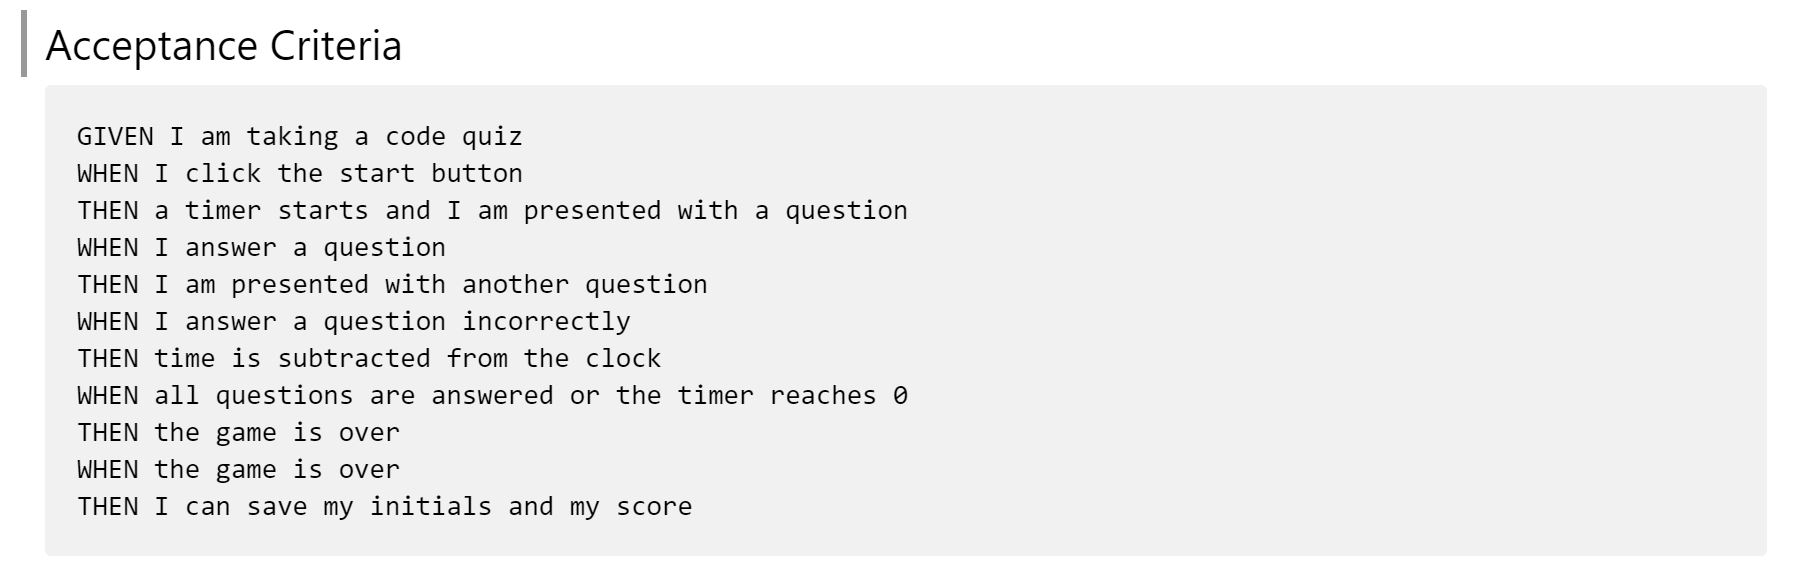 Acceptance Criteria
GIVEN I am taking a code quiz
WHEN I click the start button
THEN a timer starts and I am presented with a question
WHEN I answer a question
THEN I am presented with another question
WHEN I answer a question incorrectly
THEN time is subtracted from the clock
WHEN all questions are answered or the timer reaches 0
THEN the game is over
WHEN the game is over
THEN I can save my initials and my score